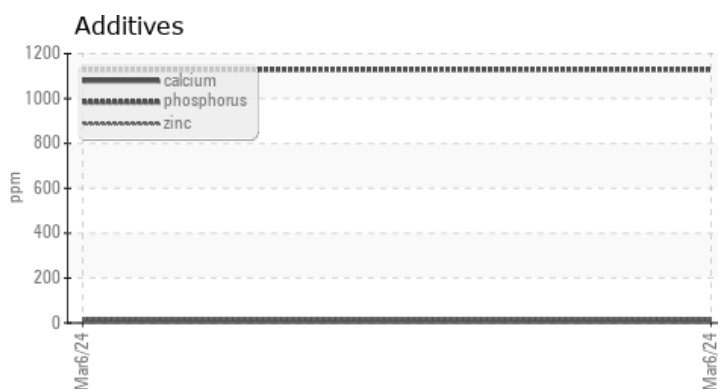 Additives
1200
1000
800
600
400
200
0
ppm
calcium
phosphorus
zinc
Mar6/24
Mar6/24